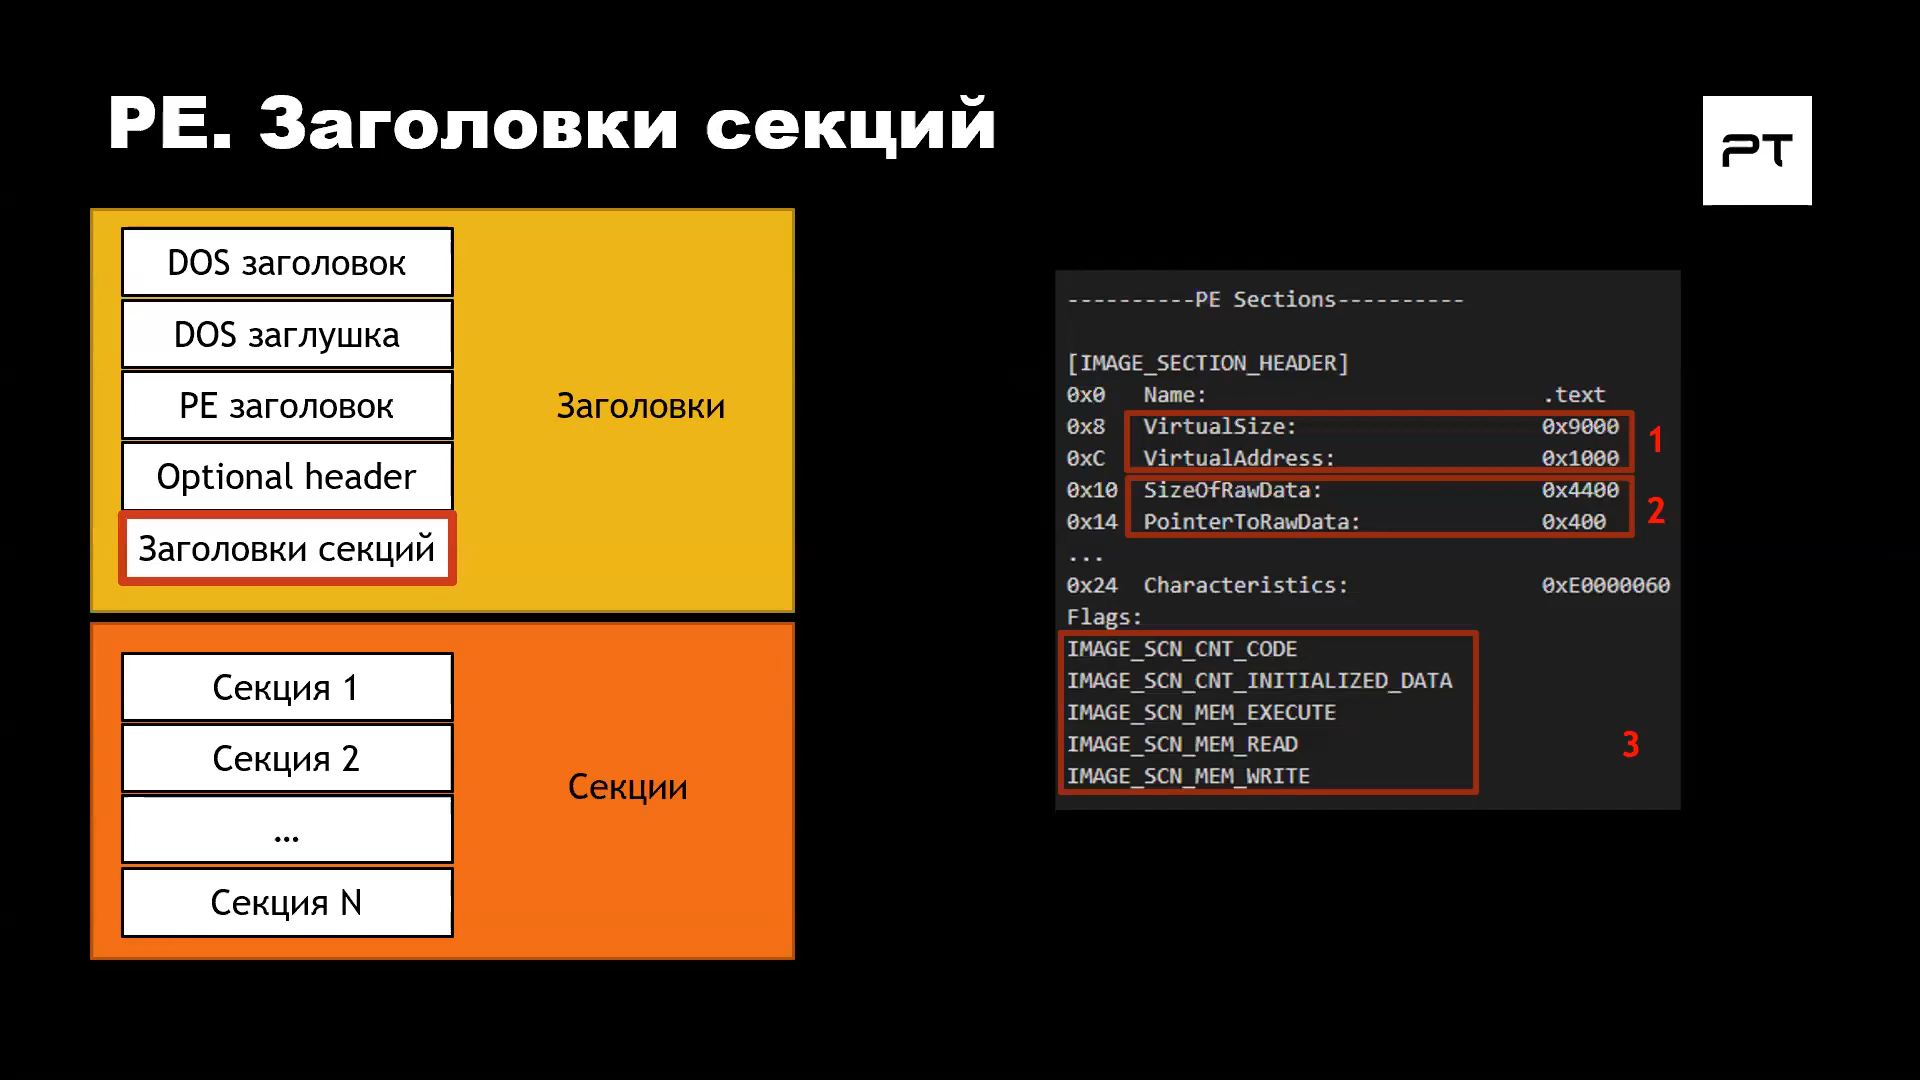 PE. Заголовки секций
PT
DOS заголовок
DOS заглушка
PE заголовок
Optional header
Заголовки секций
Заголовки
Секция 1
Секция 2
...
Секция N
Секции
----------PE Sections----------
[IMAGE_SECTION_HEADER]
0x0 Name: .text
0x8 VirtualSize: 0x9000
0xC VirtualAddress: 0x1000
1
0x10 SizeOfRawData: 0x4400
0x14 PointerToRawData: 0x400
2
...
0x24 Characteristics: 0xE0000060
Flags:
IMAGE_SCN_CNT_CODE
IMAGE_SCN_CNT_INITIALIZED_DATA
IMAGE_SCN_MEM_EXECUTE
IMAGE_SCN_MEM_READ
IMAGE_SCN_MEM_WRITE
3